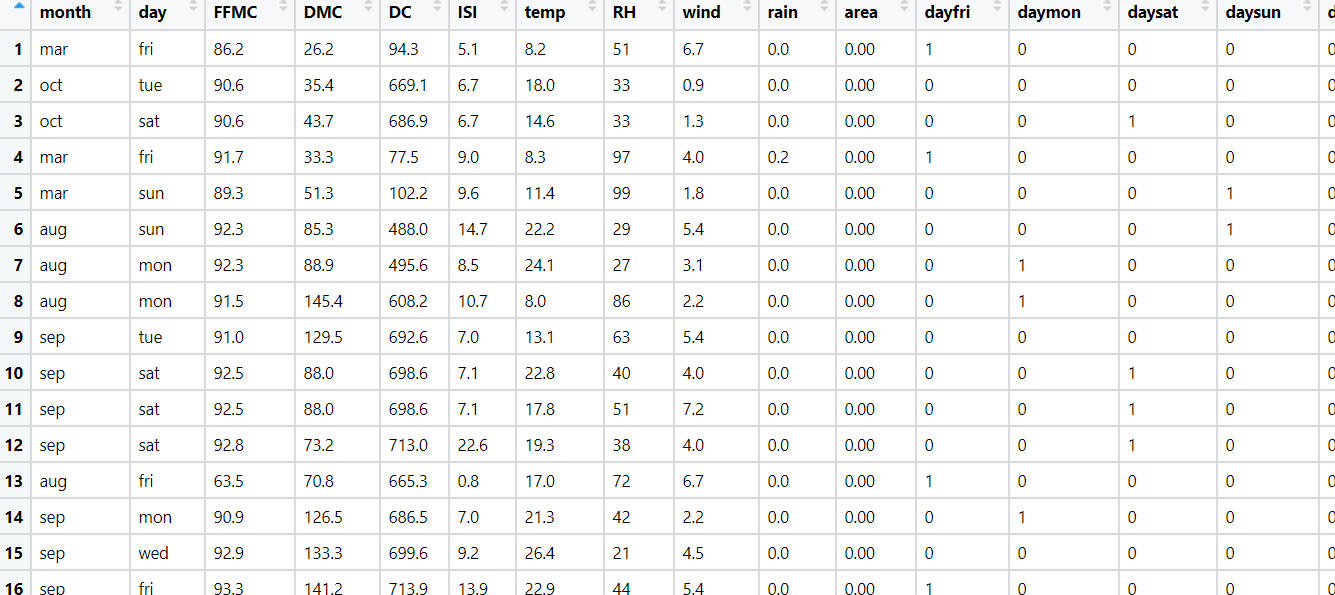 month day FFMC DMC DC ISI temp RH wind rain area dayfri daymon daysat daysun
1 mar fri 86.2 26.2 94.3 5.1 8.2 51 6.7 0.0 0.00 1 0 0 0 0
2 oct tue 90.6 35.4 669.1 6.7 18.0 33 0.9 0.0 0.00 0 0 0 0 0
3 oct sat 90.6 43.7 686.9 6.7 14.6 33 1.3 0.0 0.00 0 0 1 0 0
4 mar fri 91.7 33.3 77.5 9.0 8.3 97 4.0 0.2 0.00 1 0 0 0 0
5 mar sun 89.3 51.3 102.2 9.6 11.4 99 1.8 0.0 0.00 0 0 0 1 0
6 aug sun 92.3 85.3 488.0 14.7 22.2 29 5.4 0.0 0.00 0 0 0 1 0
7 aug mon 92.3 88.9 495.6 8.5 24.1 27 3.1 0.0 0.00 0 1 0 0 0
8 aug mon 91.5 145.4 608.2 10.7 8.0 86 2.2 0.0 0.00 0 1 0 0 0
9 sep tue 91.0 129.5 692.6 7.0 13.1 63 5.4 0.0 0.00 0 0 0 0 0
10 sep sat 92.5 88.0 698.6 7.1 22.8 40 4.0 0.0 0.00 0 0 1 0 0
11 sep sat 92.5 88.0 698.6 7.1 17.8 51 7.2 0.0 0.00 0 0 1 0 0
12 sep sat 92.8 73.2 713.0 22.6 19.3 38 4.0 0.0 0.00 0 0 1 0 0
13 aug fri 63.5 70.8 665.3 0.8 17.0 72 6.7 0.0 0.00 1 0 0 0 0
14 sep mon 90.9 126.5 686.5 7.0 21.3 42 2.2 0.0 0.00 0 1 0 0 0
15 sep wed 92.9 133.3 699.6 9.2 26.4 21 4.5 0.0 0.00 0 0 0 0 0
16 sep fri 93.3 141.2 713.9 13.9 22.9 44 5.4 0.0 0.00 1 0 0 0 0